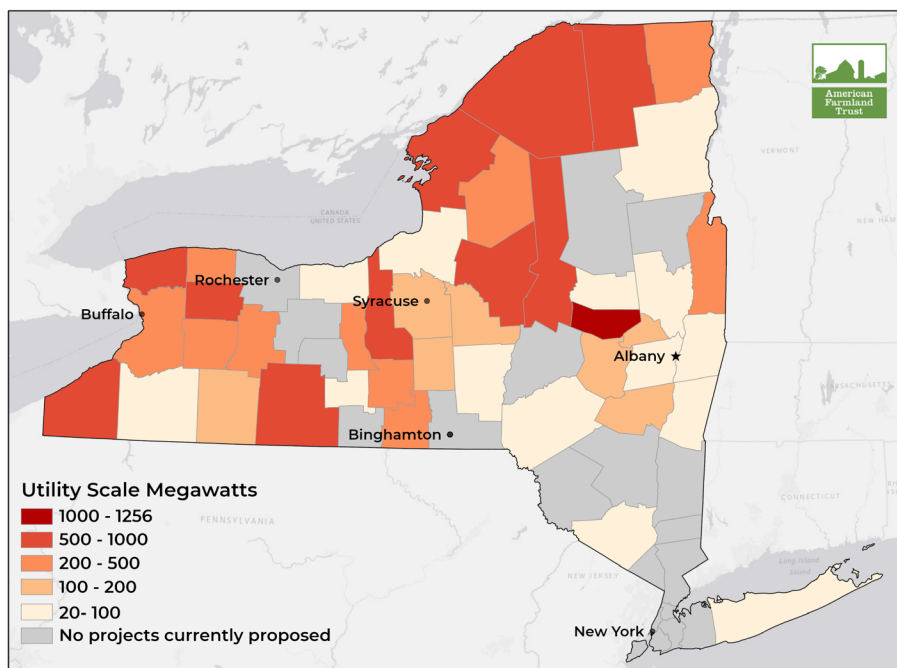 American
Farmland
Trust
VERMONT
NEW HAM
CANADA
UNITED STATES
Rochester
Syracuse
Buffalo
Albany
MASSACHUSETTS
Binghamton
Utility Scale Megawatts
1000 - 1256
500 - 1000
200 - 500
100 - 200
20- 100
No projects currently proposed
PENNSYLVANIA
CONNECTICUT
RH
Long Island
Sound
NEW JERSEY
New York